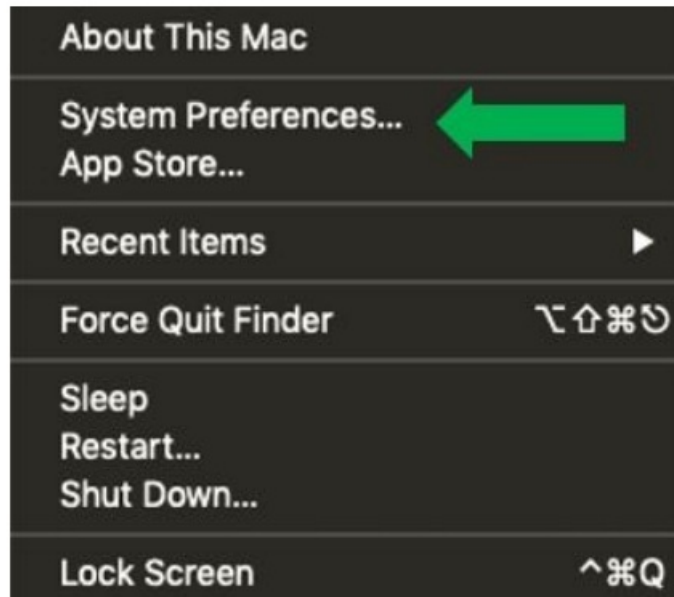 About This Mac
System Preferences...
App Store...
Recent Items ▶
Force Quit Finder ⌥⇧⌘⎋
Sleep
Restart...
Shut Down...
Lock Screen ^⌘Q